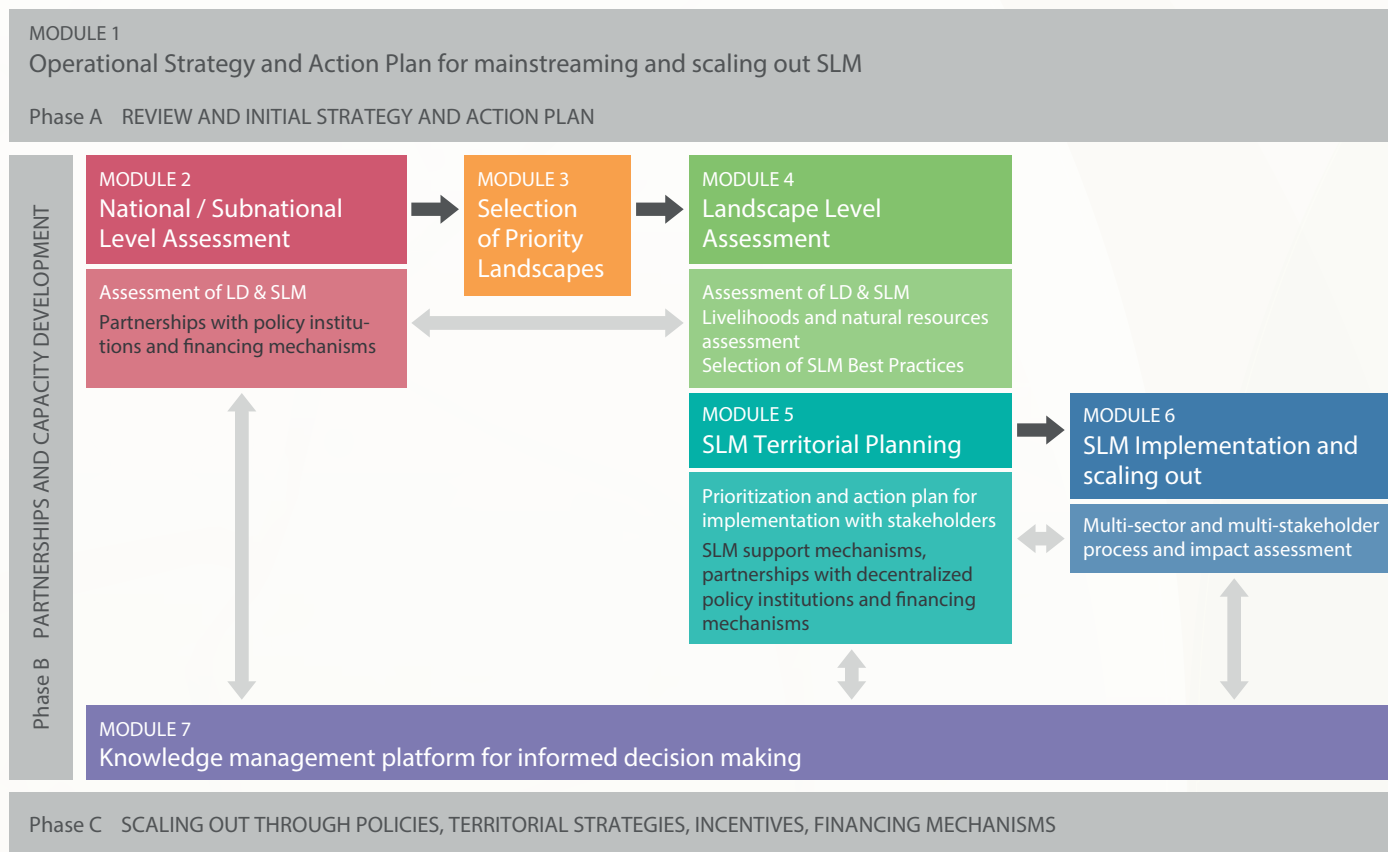 MODULE 1
Operational Strategy and Action Plan for mainstreaming and scaling out SLM
Phase A REVIEW AND INITIAL STRATEGY AND ACTION PLAN
Phase B PARTNERSHIPS AND CAPACITY DEVELOPMENT
MODULE 2
National / Subnational
Level Assessment
Assessment of LD & SLM
Partnerships with policy institu-
tions and financing mechanisms
MODULE 3
Selection
of Priority
Landscapes
MODULE 4
Landscape Level
Assessment
Assessment of LD & SLM
Livelihoods and natural resources
assessment
Selection of SLM Best Practices
MODULE 5
SLM Territorial Planning
Prioritization and action plan for
implementation with stakeholders
SLM support mechanisms,
partnerships with decentralized
policy institutions and financing
mechanisms
MODULE 6
SLM Implementation and
scaling out
Multi-sector and multi-stakeholder
process and impact assessment
MODULE 7
Knowledge management platform for informed decision making
Phase C SCALING OUT THROUGH POLICIES, TERRITORIAL STRATEGIES, INCENTIVES, FINANCING MECHANISMS